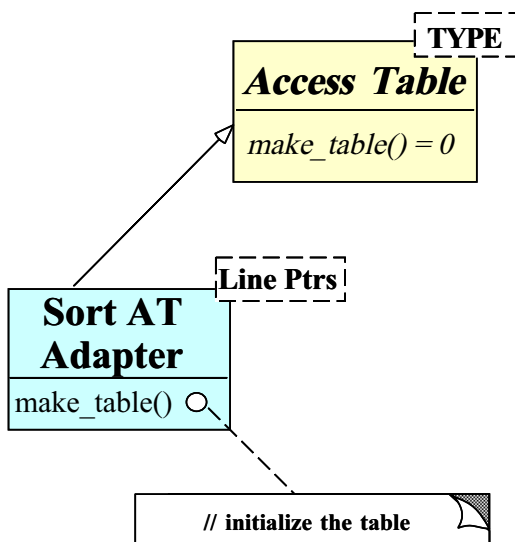 TYPE
Access Table
make_table() = 0
Line Ptrs
Sort AT
Adapter
make_table()
// initialize the table